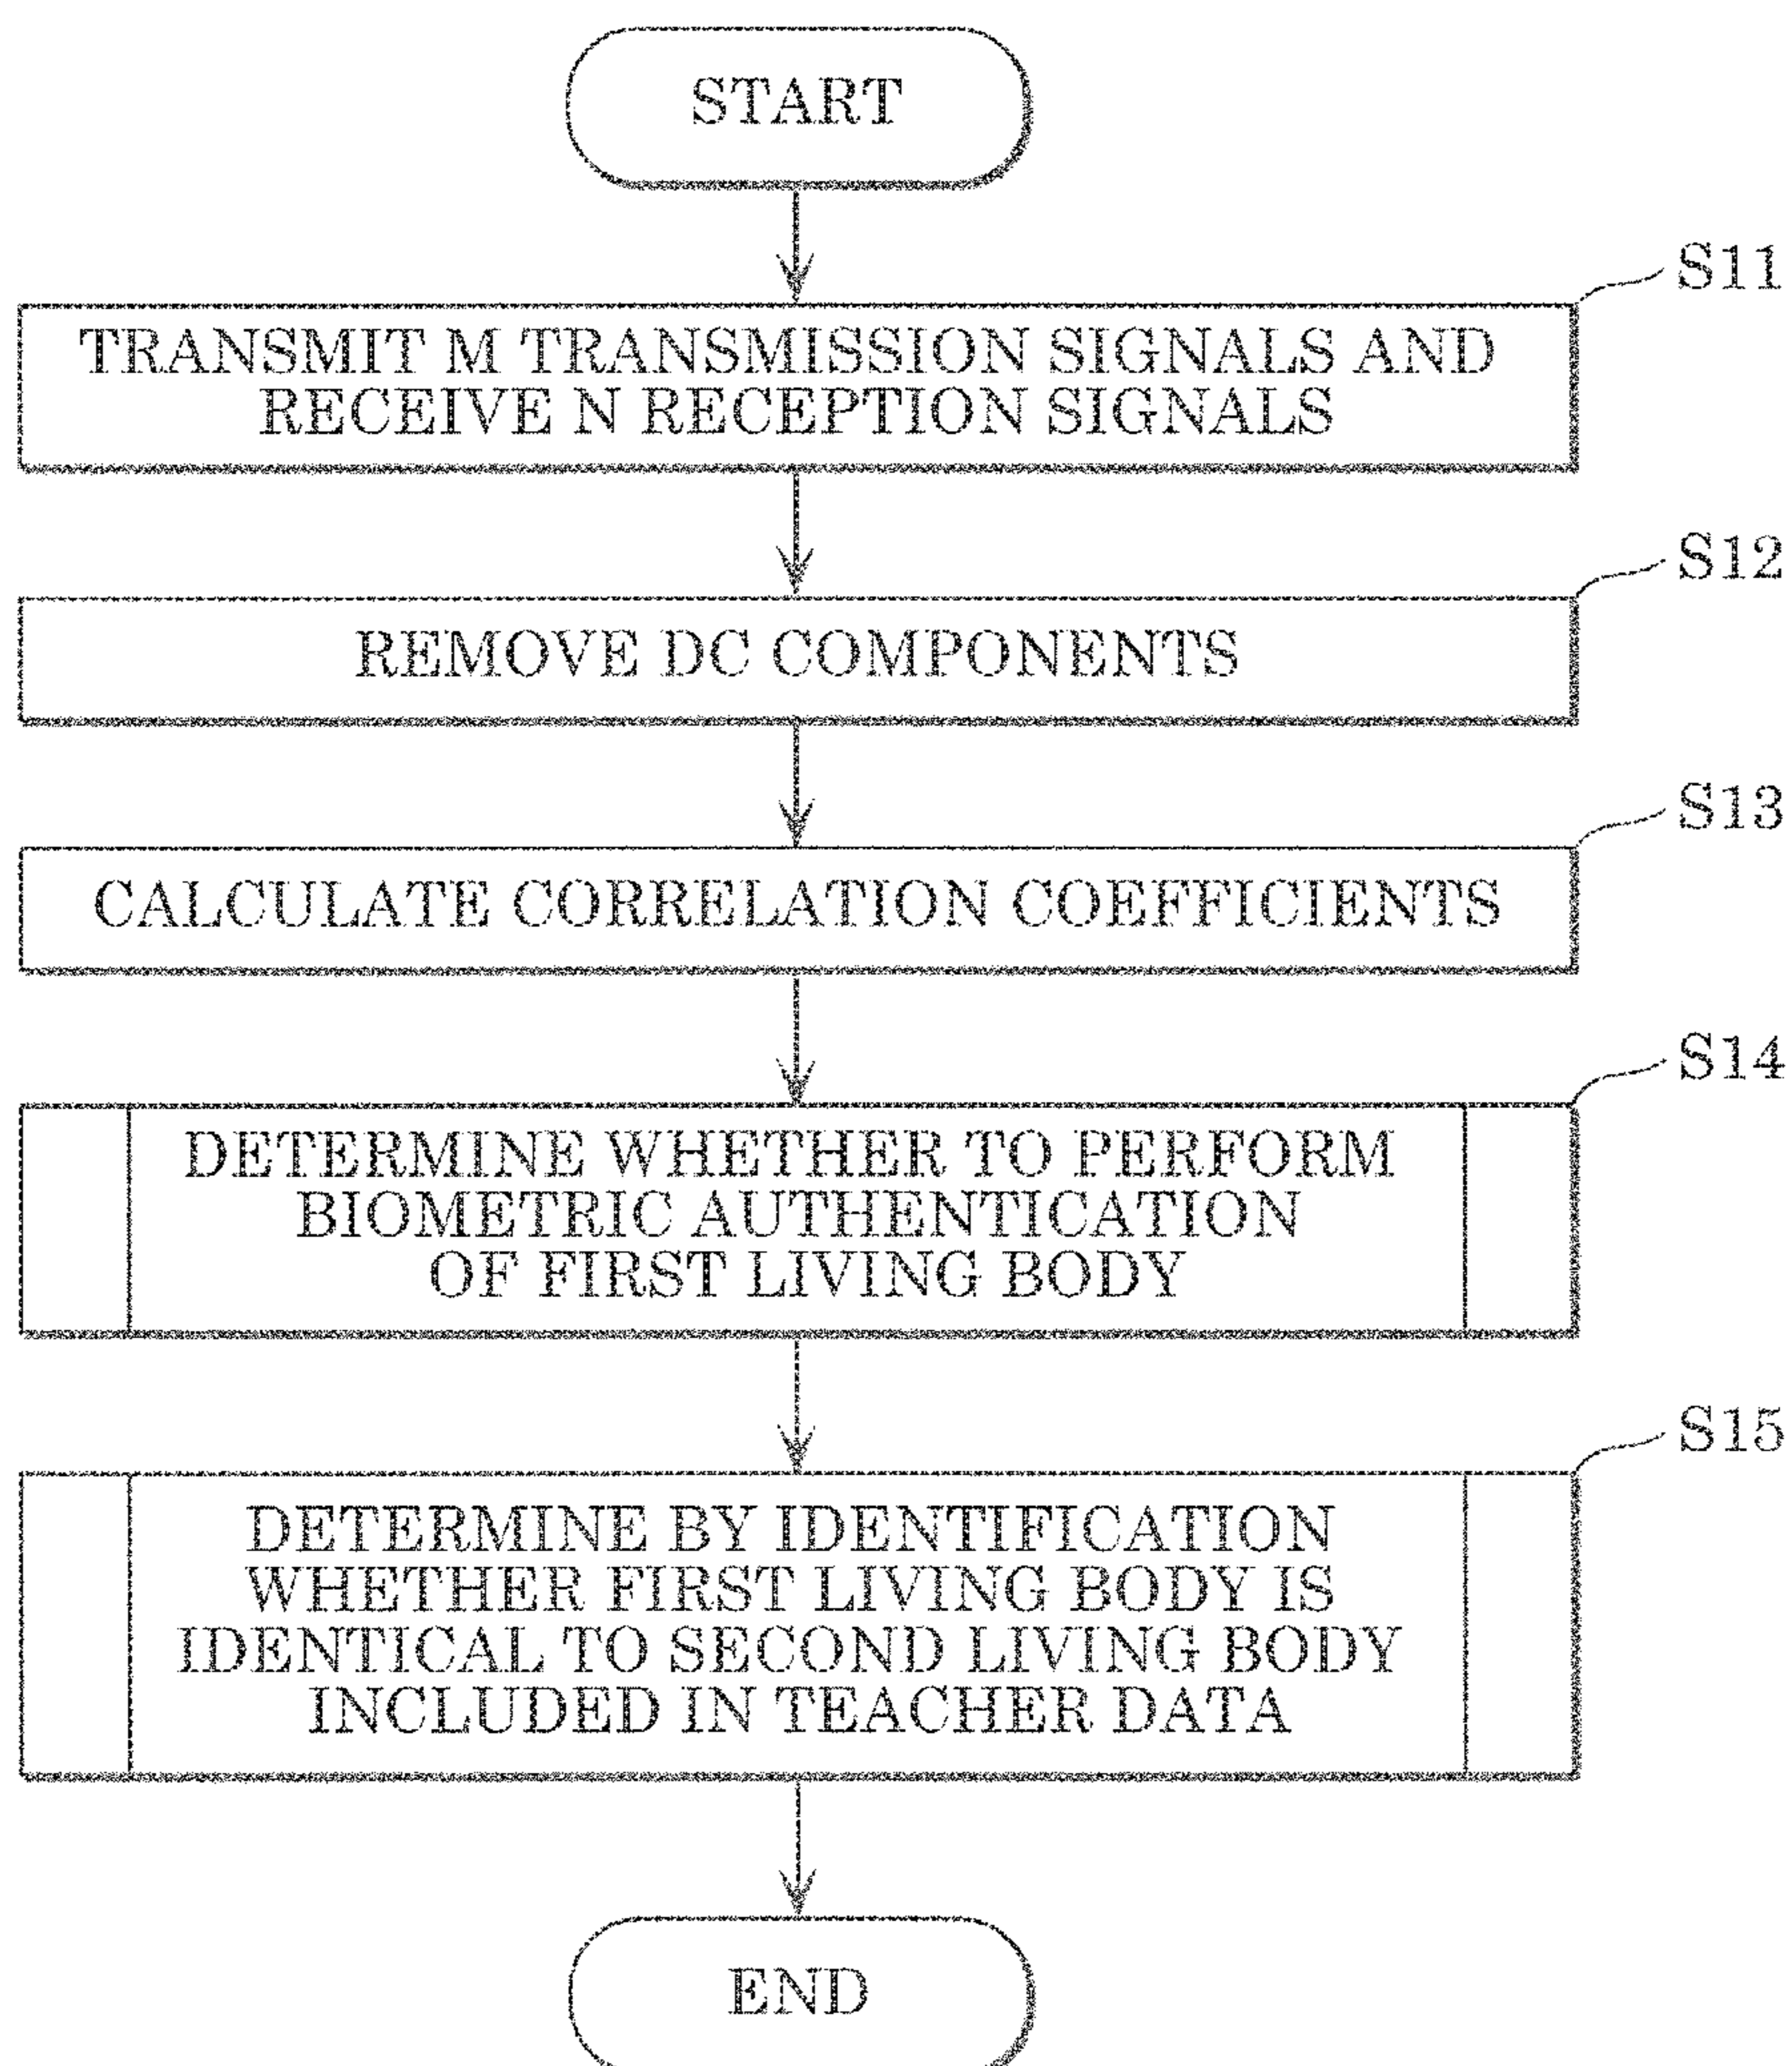 START
S11
TRANSMIT M TRANSMISSION SIGNALS AND
RECEIVE N RECEPTION SIGNALS
S12
REMOVE DC COMPONENTS
S13
CALCULATE CORRELATION COEFFICIENTS
S14
DETERMINE WHETHER TO PERFORM
BIOMETRIC AUTHENTICATION
OF FIRST LIVING BODY
S15
DETERMINE BY IDENTIFICATION
WHETHER FIRST LIVING BODY IS
IDENTICAL TO SECOND LIVING BODY
INCLUDED IN TEACHER DATA
END